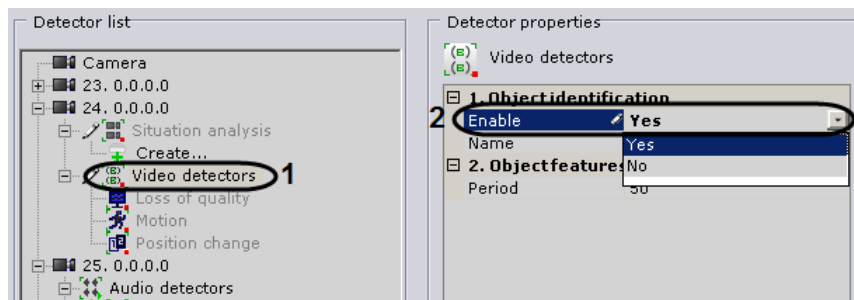 Detector list
Camera
23. 0.0.0.0
24. 0.0.0.0
Situation analysis
Create...
Video detectors
1
Loss of quality
Motion
Position change
25. 0.0.0.0
Audio detectors
Detector properties
Video detectors
1. Object identification
2
Enable Yes
Name Yes
2. Object features No
Period 50